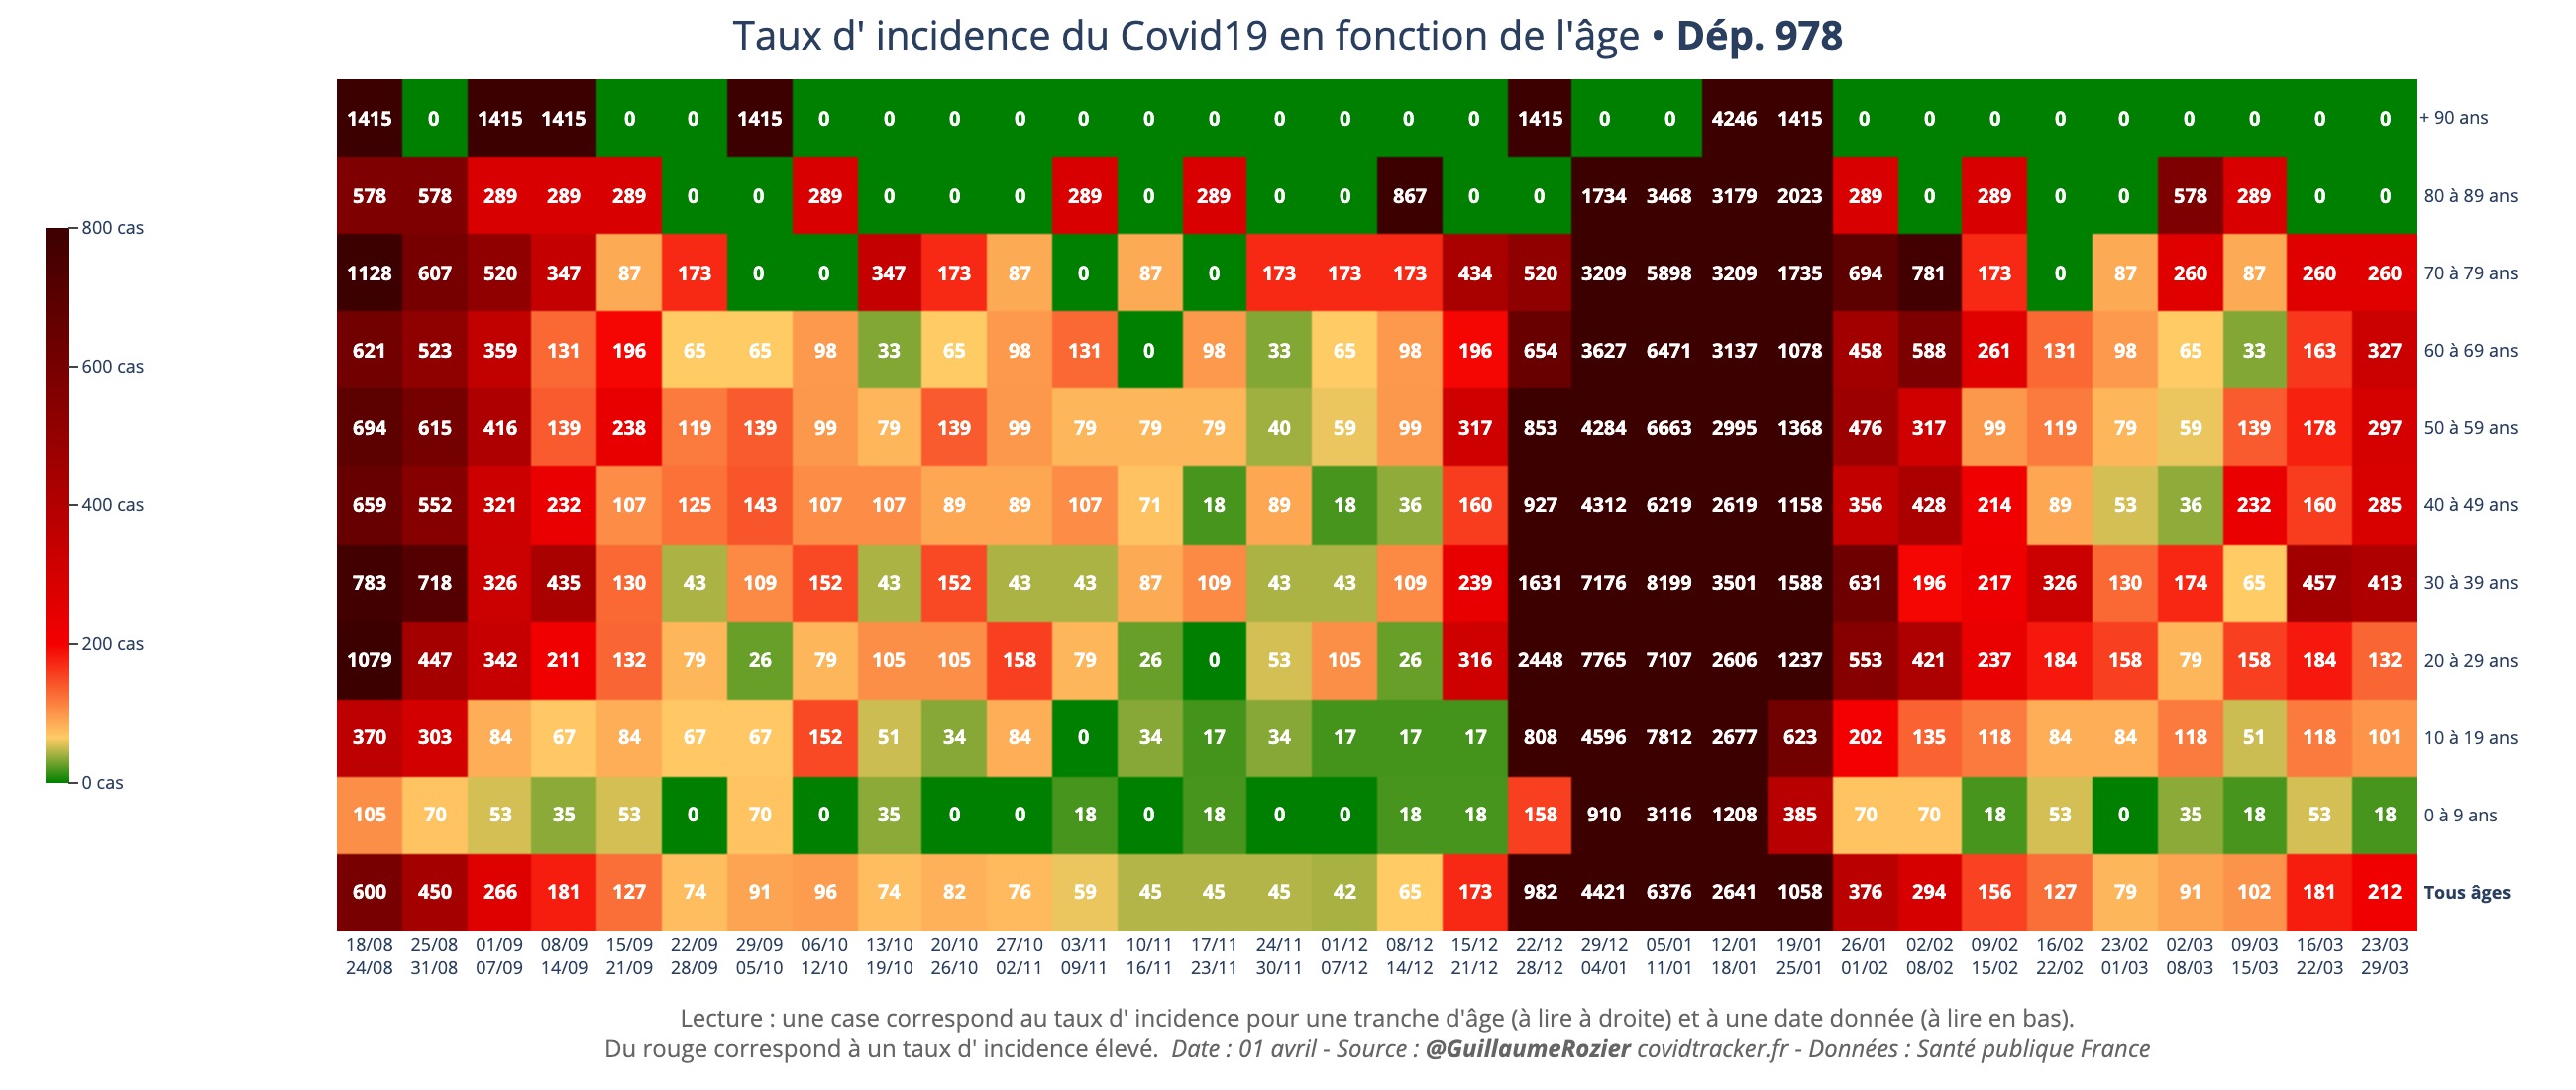 Taux d' incidence du Covid19 en fonction de l'âge • Dép. 978
1415 0 1415 1415 0 0 1415 0 0 0 0 0 0 0 0 0 0 0 1415 0 0 4246 1415 0 0 0 0 0 0 0 0 0 + 90 ans
578 578 289 289 289 0 0 289 0 0 0 289 0 289 0 0 867 0 0 1734 3468 3179 2023 289 0 289 0 0 578 289 0 0 80 à 89 ans
800 cas
1128 607 520 347 87 173 0 0 347 173 87 0 87 0 173 173 173 434 520 3209 5898 3209 1735 694 781 173 0 87 260 87 260 260 70 à 79 ans
621 523 359 131 196 65 65 98 33 65 98 131 0 98 33 65 98 196 654 3627 6471 3137 1078 458 588 261 131 98 65 33 163 327 60 à 69 ans
600 cas
694 615 416 139 238 119 139 99 79 139 99 79 79 79 40 59 99 317 853 4284 6663 2995 1368 476 317 99 119 79 59 139 178 297 50 à 59 ans
400 cas
659 552 321 232 107 125 143 107 107 89 89 107 71 18 89 18 36 160 927 4312 6219 2619 1158 356 428 214 89 53 36 232 160 285 40 à 49 ans
783 718 326 435 130 43 109 152 43 152 43 43 87 109 43 43 109 239 1631 7176 8199 3501 1588 631 196 217 326 130 174 65 457 413 30 à 39 ans
200 cas
1079 447 342 211 132 79 26 79 105 105 158 79 26 0 53 105 26 316 2448 7765 7107 2606 1237 553 421 237 184 158 79 158 184 132 20 à 29 ans
370 303 84 67 84 67 67 152 51 34 84 0 34 17 34 17 17 17 808 4596 7812 2677 623 202 135 118 84 84 118 51 118 101 10 à 19 ans
0 cas
105 70 53 35 53 0 70 0 35 0 0 18 0 18 0 0 18 18 158 910 3116 1208 385 70 70 18 53 0 35 18 53 18 0 à 9 ans
600 450 266 181 127 74 91 96 74 82 76 59 45 45 45 42 65 173 982 4421 6376 2641 1058 376 294 156 127 79 91 102 181 212 Tous âges
18/08 25/08 01/09 08/09 15/09 22/09 29/09 06/10 13/10 20/10 27/10 03/11 10/11 17/11 24/11 01/12 08/12 15/12 22/12 29/12 05/01 12/01 19/01 26/01 02/02 09/02 16/02 23/02 02/03 09/03 16/03 23/03
24/08 31/08 07/09 14/09 21/09 28/09 05/10 12/10 19/10 26/10 02/11 09/11 16/11 23/11 30/11 07/12 14/12 21/12 28/12 04/01 11/01 18/01 25/01 01/02 08/02 15/02 22/02 01/03 08/03 15/03 22/03 29/03
Lecture : une case correspond au taux d' incidence pour une tranche d'âge (à lire à droite) et à une date donnée (à lire en bas).
Du rouge correspond à un taux d' incidence élevé. Date : 01 avril - Source : @GuillaumeRozier covidtracker.fr - Données : Santé publique France